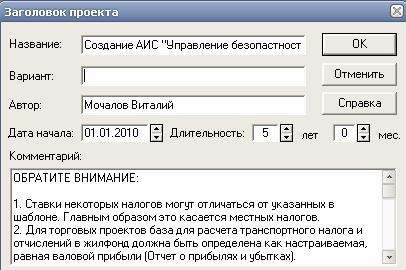 Заголовок проекта
Название: Создание АИС "Управление безопастност OK
Вариант: Отменить
Автор: Мочалов Виталий Справка
Дата начала: 01.01.2010 Длительность: 5 лет 0 мес.
Комментарий:
ОБРАТИТЕ ВНИМАНИЕ:
1. Ставки некоторых налогов могут отличаться от указанных в
шаблоне. Главным образом это касается местных налогов.
2. Для торговых проектов база для расчета транспортного налога и
отчислений в жилфонд должна быть определена как настраиваемая,
равная валовой прибыли (Отчет о прибылях и убытках).